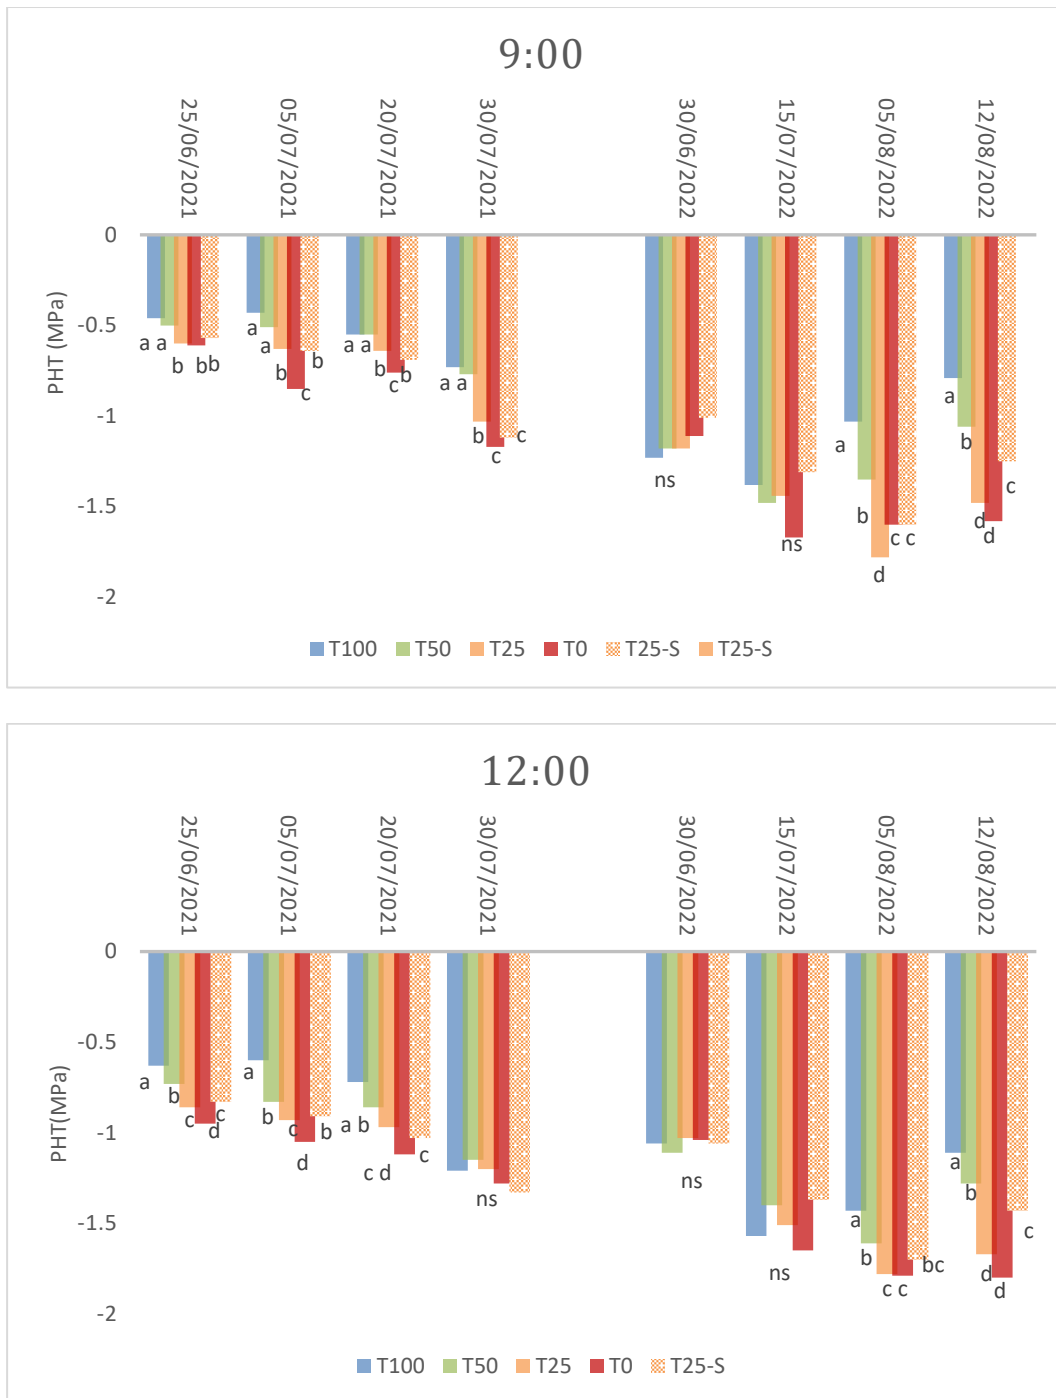 9:00
25/06/2021 05/07/2021 20/07/2021 30/07/2021 30/06/2022 15/07/2022 05/08/2022 12/08/2022
0
-0.5
-1
-1.5
-2
PHT (MPa)
a a b b b
a a b c b
a a b c b
a a b c c
ns
ns
a b d c c
a b d d c
T100 T50 T25 T0 T25-S T25-S
12:00
25/06/2021 05/07/2021 20/07/2021 30/07/2021 30/06/2022 15/07/2022 05/08/2022 12/08/2022
0
-0.5
-1
-1.5
-2
PHT(MPa)
a b c d c
a b c d b
a b c d c
ns
ns
ns
a b c c bc
a b d d c
T100 T50 T25 T0 T25-S